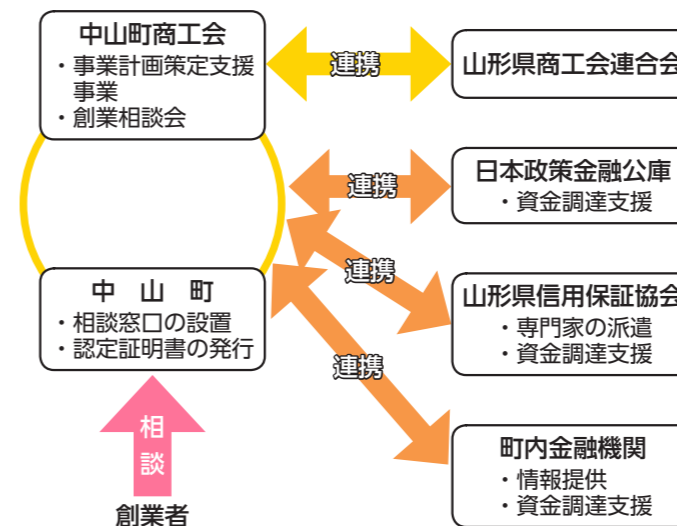 中山町商工会
・事業計画策定支援
事業
・創業相談会
連携
山形県商工会連合会
連携
日本政策金融公庫
・資金調達支援
中　山　町
・相談窓口の設置
・認定証明書の発行
連携
山形県信用保証協会
・専門家の派遣
・資金調達支援
連携
町内金融機関
・情報提供
・資金調達支援
相談
創業者